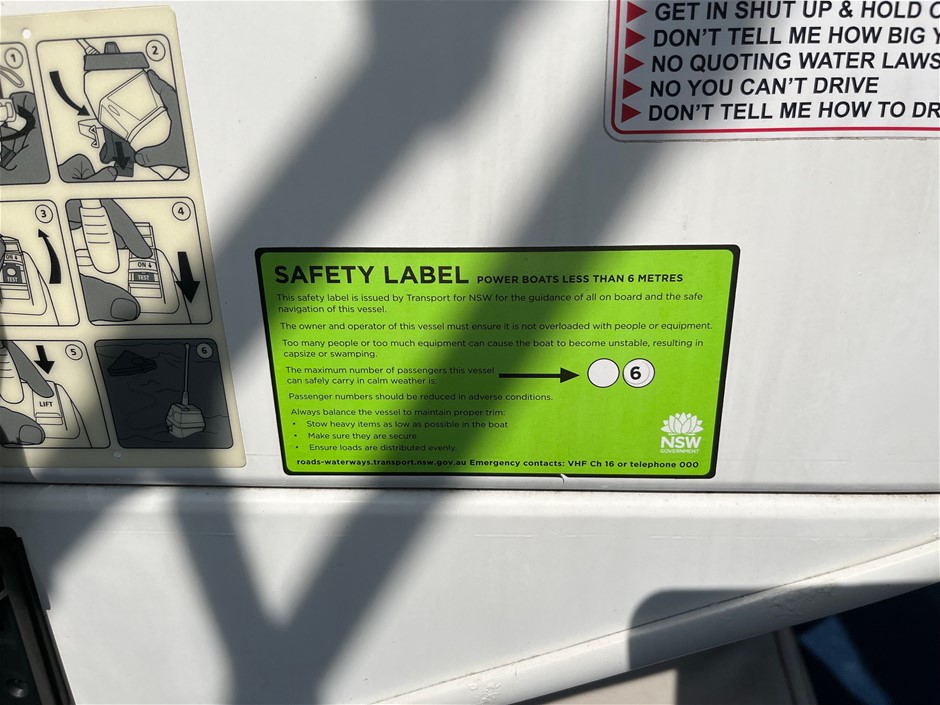 GET IN SHUT UP & HOLD
DON'T TELL ME HOW BIG
NO QUOTING WATER LAWS
NO YOU CAN'T DRIVE
DON'T TELL ME HOW TO
1
2
3
4
ON 4
TEST
TEST
5
6
LIFT
SAFETY LABEL POWER BOATS LESS THAN 6 METRES
This safety label is issued by Transport for NSW for the guidance of all on board and the safe
navigation of this vessel.
The owner and operator of this vessel must ensure it is not overloaded with people or equipment.
Too many people or too much equipment can cause the boat to become unstable, resulting in
capsize or swamping.
The maximum number of passengers this vessel
can safely carry in calm weather is:
6
Passenger numbers should be reduced in adverse conditions.
Always balance the vessel to maintain proper trim:
• Stow heavy items as low as possible in the boat
• Make sure they are secure
• Ensure loads are distributed evenly.
NSW
GOVERNMENT
roads-waterways.transport.nsw.gov.au Emergency contacts: VHF Ch 16 or telephone 000